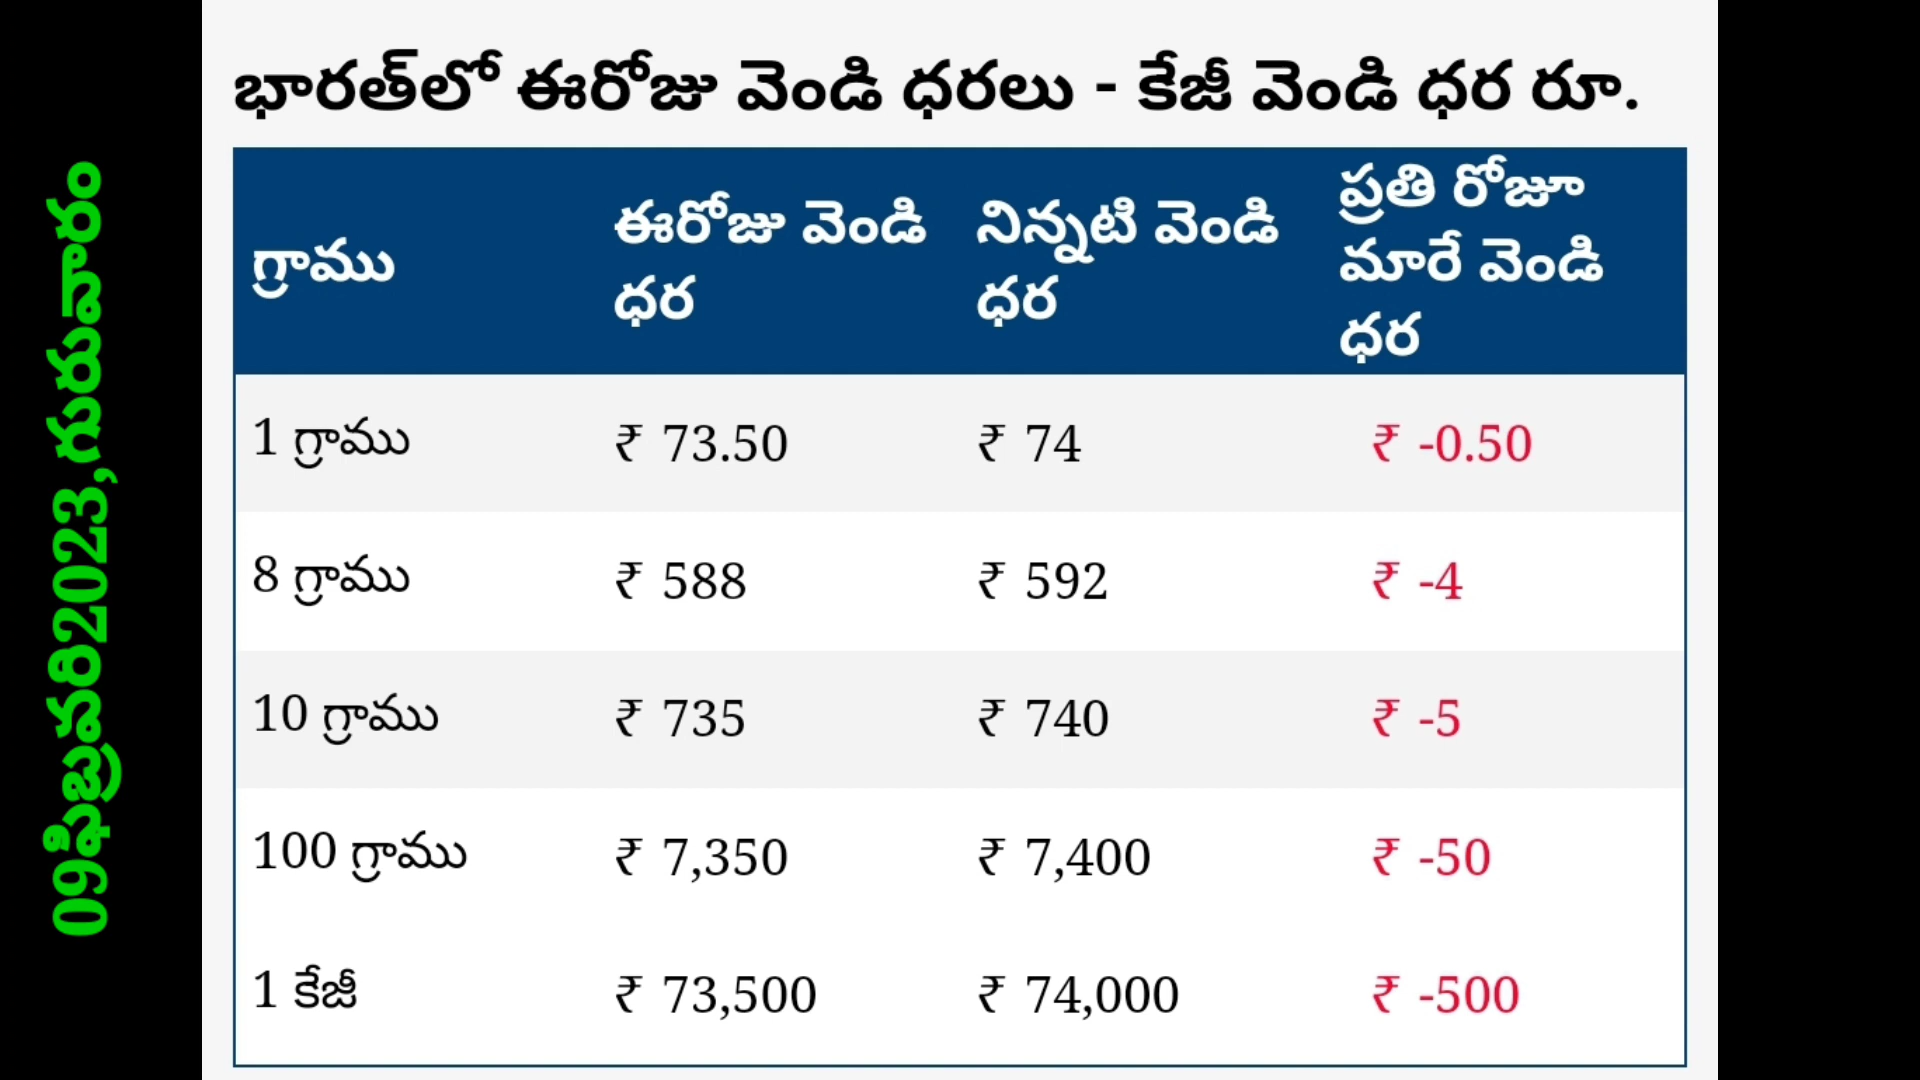 09ఫిబ్రవరి2023,గురువారం
భారత్‌లో ఈరోజు వెండి ధరలు - కేజీ వెండి ధర రూ.
గ్రాము
ఈరోజు వెండి
ధర
నిన్నటి వెండి
ధర
ప్రతి రోజూ
మారే వెండి
ధర
1 గ్రాము ₹ 73.50 ₹ 74 ₹ -0.50
8 గ్రాము ₹ 588 ₹ 592 ₹ -4
10 గ్రాము ₹ 735 ₹ 740 ₹ -5
100 గ్రాము ₹ 7,350 ₹ 7,400 ₹ -50
1 కేజీ ₹ 73,500 ₹ 74,000 ₹ -500